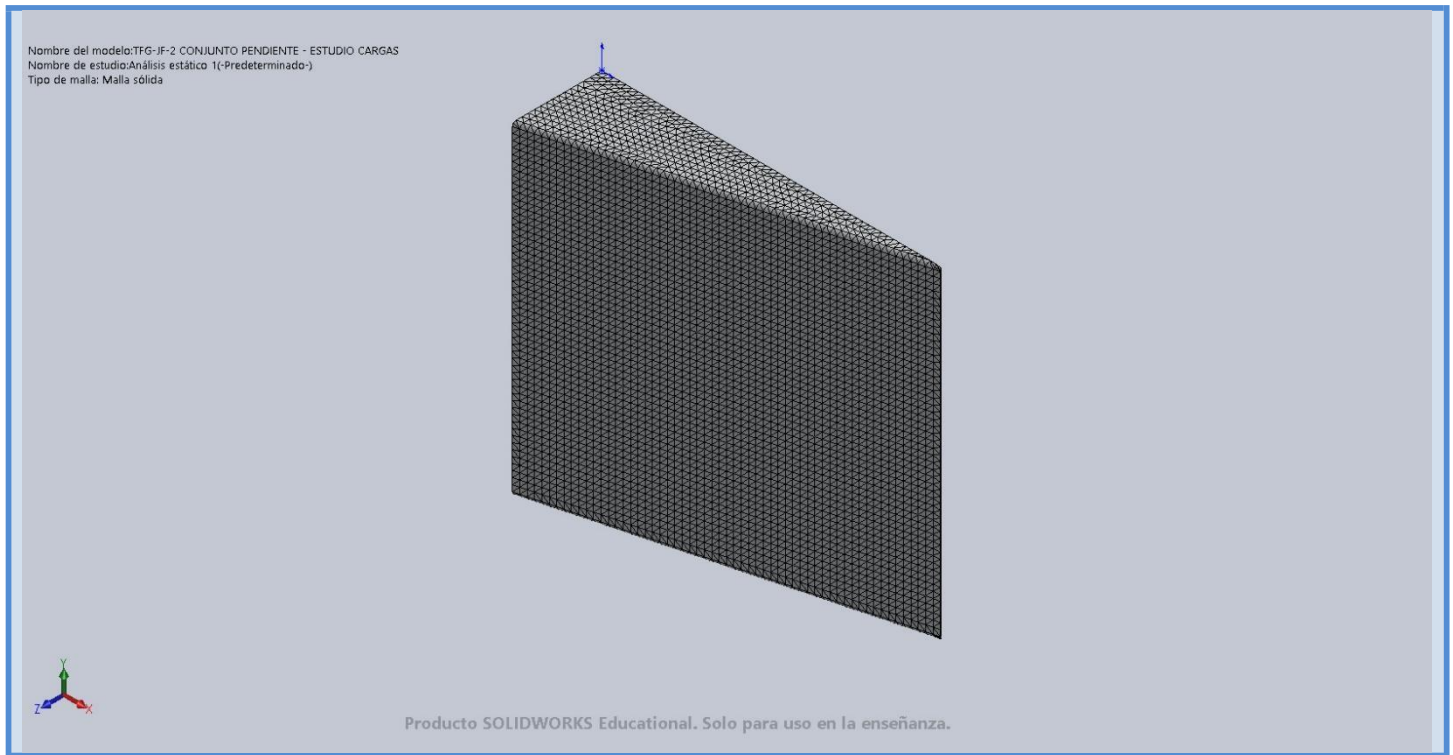 Nombre del modelo:TFG-JF-2 CONJUNTO PENDIENTE - ESTUDIO CARGAS
Nombre de estudio:Análisis estático 1(-Predeterminado-)
Tipo de malla: Malla sólida
Y
Z
X
Producto SOLIDWORKS Educational. Solo para uso en la enseñanza.